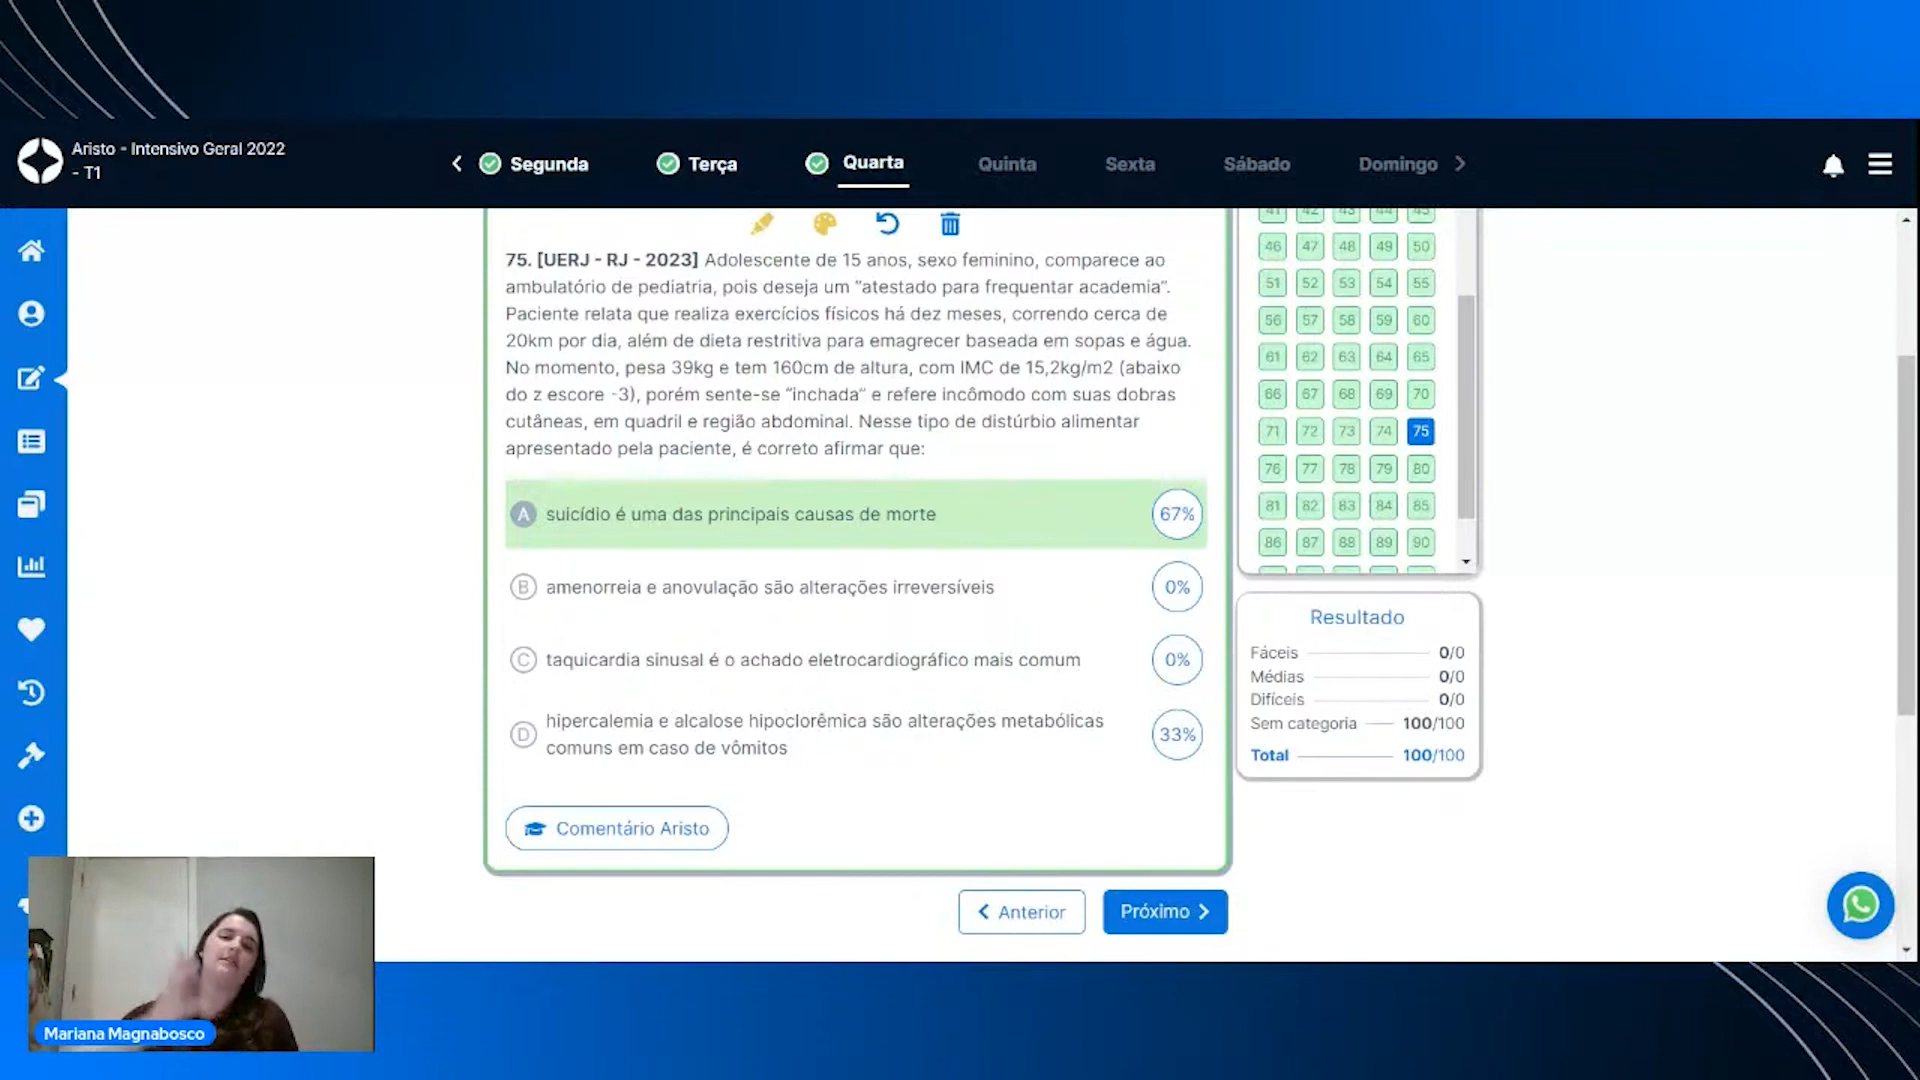 Aristo - Intensivo Geral 2022
- T1
Segunda
Terça
Quarta
Quinta
Sexta
Sábado
Domingo
75. [UERJ - RJ - 2023] Adolescente de 15 anos, sexo feminino, comparece ao
ambulatório de pediatria, pois deseja um “atestado para frequentar academia”.
Paciente relata que realiza exercícios físicos há dez meses, correndo cerca de
20km por dia, além de dieta restritiva para emagrecer baseada em sopas e água.
No momento, pesa 39kg e tem 160cm de altura, com IMC de 15,2kg/m2 (abaixo
do z escore -3), porém sente-se “inchada” e refere incômodo com suas dobras
cutâneas, em quadril e região abdominal. Nesse tipo de distúrbio alimentar
apresentado pela paciente, é correto afirmar que:
A suicídio é uma das principais causas de morte 67%
B amenorreia e anovulação são alterações irreversíveis 0%
C taquicardia sinusal é o achado eletrocardiográfico mais comum 0%
D hipercalemia e alcalose hipoclorêmica são alterações metabólicas
comuns em caso de vômitos 33%
Comentário Aristo
Anterior
Próximo
41 42 43 44 45
46 47 48 49 50
51 52 53 54 55
56 57 58 59 60
61 62 63 64 65
66 67 68 69 70
71 72 73 74 75
76 77 78 79 80
81 82 83 84 85
86 87 88 89 90
Resultado
Fáceis 0/0
Médias 0/0
Difíceis 0/0
Sem categoria 100/100
Total 100/100
Mariana Magnabosco